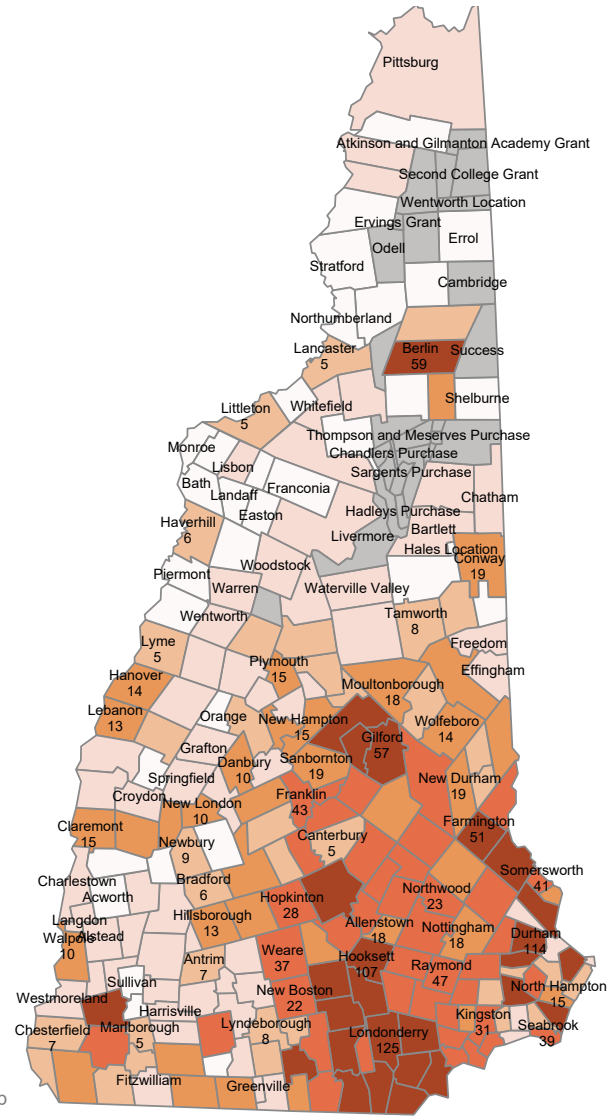 Pittsburg
Atkinson and Gilmanton Academy Grant
Second College Grant
Wentworth Location
Ervings Grant
Errol
Odell
Stratford
Cambridge
Northumberland
Lancaster
5
Berlin
59
Success
Whitefield
Shelburne
Littleton
5
Thompson and Meserves Purchase
Monroe
Chandlers Purchase
Lisbon
Sargents Purchase
Bath
Landaff
Franconia
Chatham
Easton
Hadleys Purchase
Haverhill
6
Bartlett
Livermore
Hales Location
Conway
19
Woodstock
Piermont
Warren
Waterville Valley
Wentworth
Tamworth
8
Lyme
5
Freedom
Plymouth
15
Effingham
Hanover
14
Moultonborough
18
Lebanon
13
Orange
New Hampton
15
Wolfeboro
14
Gilford
57
Grafton
Danbury
10
Sanbornton
19
Springfield
New Durham
19
Croydon
New London
10
Franklin
43
Claremont
15
Farmington
51
Newbury
9
Canterbury
5
Charlestown
Bradford
6
Somersworth
41
Acworth
Hopkinton
28
Northwood
23
Langdon
Hillsborough
13
Allenstown
18
Nottingham
18
Alstead
Walpole
10
Durham
114
Weare
37
Hooksett
107
Antrim
7
Raymond
47
Sullivan
New Boston
22
North Hampton
15
Westmoreland
Harrisville
Chesterfield
7
Marlborough
5
Lyndeborough
8
Kingston
31
Seabrook
39
Londonderry
125
Fitzwilliam
Greenville